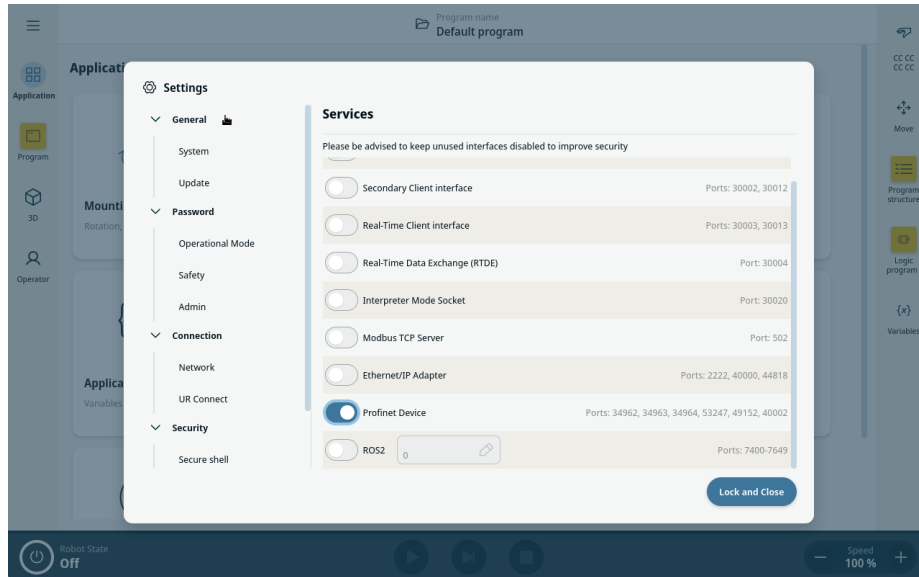 Program name
Default program
Application
Program
3D
Operator
Applicati
Mounti
Rotation,
Applica
Variables
Settings
General
System
Update
Password
Operational Mode
Safety
Admin
Connection
Network
UR Connect
Security
Secure shell
Services
Please be advised to keep unused interfaces disabled to improve security
Secondary Client interface Ports: 30002, 30012
Real-Time Client interface Ports: 30003, 30013
Real-Time Data Exchange (RTDE) Port: 30004
Interpreter Mode Socket Port: 30020
Modbus TCP Server Port: 502
Ethernet/IP Adapter Ports: 2222, 40000, 44818
Profinet Device Ports: 34962, 34963, 34964, 53247, 49152, 40002
ROS2 0 Ports: 7400-7649
Lock and Close
CC CC
CC CC
Move
Program
structure
Logic
program
{x}
Variables
Robot State
Off
Speed
100 %